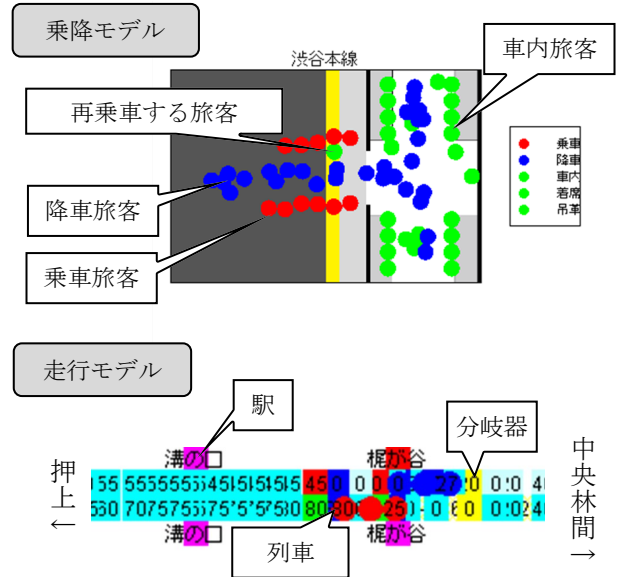 乗降モデル
渋谷本線
車内旅客
再乗車する旅客
降車旅客
乗車旅客
乗車
降車
車内
着席
吊革
走行モデル
駅
分岐器
溝の口
梶が谷
押上←
中央林間→
溝の口
梶が谷
列車